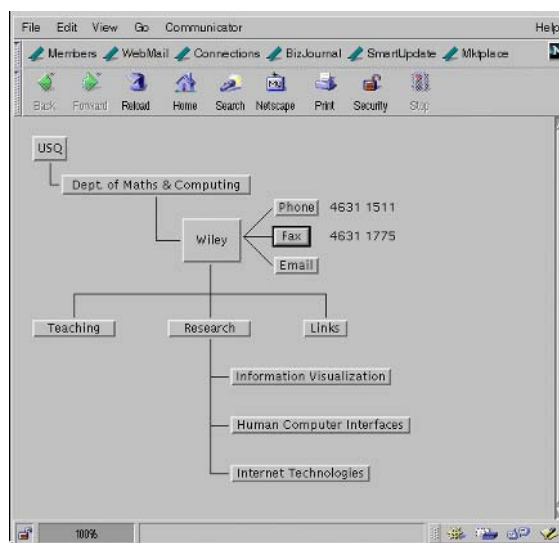 File Edit View Go Communicator Help
Members WebMail Connections BizJournal SmartUpdate Mktplace N
Back Forward Reload Home Search Netscape Print Security Stop
USQ
Dept. of Maths & Computing
Phone 4631 1511
Wiley Fax 4631 1775
Email
Teaching Research Links
Information Visualization
Human Computer Interfaces
Internet Technologies
100%